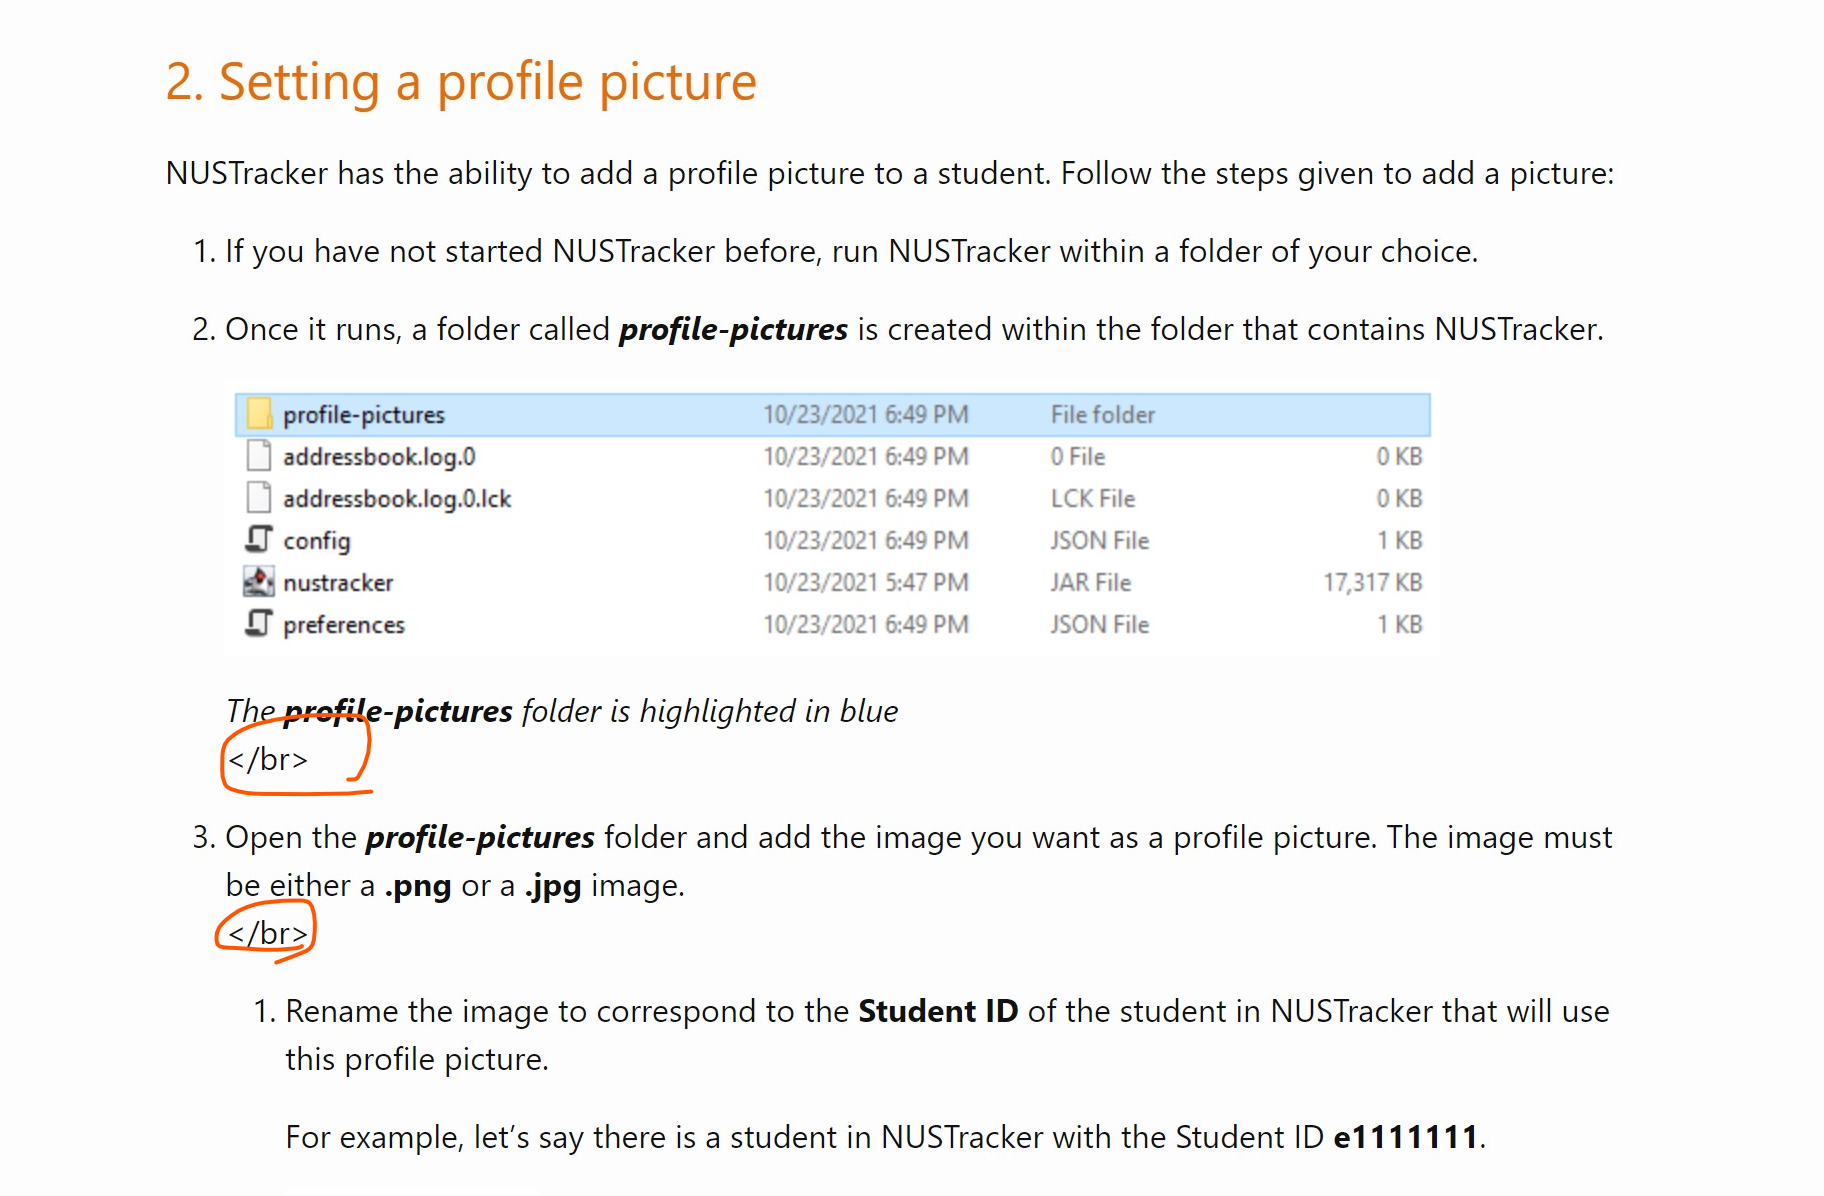 2. Setting a profile picture
NUSTracker has the ability to add a profile picture to a student. Follow the steps given to add a picture:
1. If you have not started NUSTracker before, run NUSTracker within a folder of your choice.
2. Once it runs, a folder called profile-pictures is created within the folder that contains NUSTracker.
profile-pictures 10/23/2021 6:49 PM File folder
addressbook.log.0 10/23/2021 6:49 PM 0 File 0 KB
addressbook.log.0.lck 10/23/2021 6:49 PM LCK File 0 KB
config 10/23/2021 6:49 PM JSON File 1 KB
nustracker 10/23/2021 5:47 PM JAR File 17,317 KB
preferences 10/23/2021 6:49 PM JSON File 1 KB
The profile-pictures folder is highlighted in blue
</br>
3. Open the profile-pictures folder and add the image you want as a profile picture. The image must
be either a .png or a .jpg image.
</br>
1. Rename the image to correspond to the Student ID of the student in NUSTracker that will use
this profile picture.
For example, let’s say there is a student in NUSTracker with the Student ID e1111111.